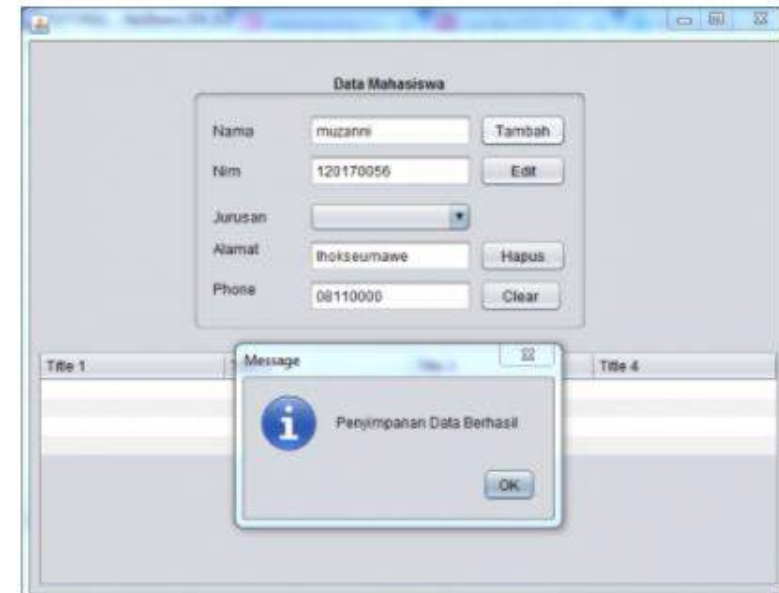 Data Mahasiswa
Nama muzanni Tambah
Nim 120170056 Edit
Jurusan
Alamat lhokseumawe Hapus
Phone 08110000 Clear
Title 1 Title 4
Message
Penyimpanan Data Berhasil
OK